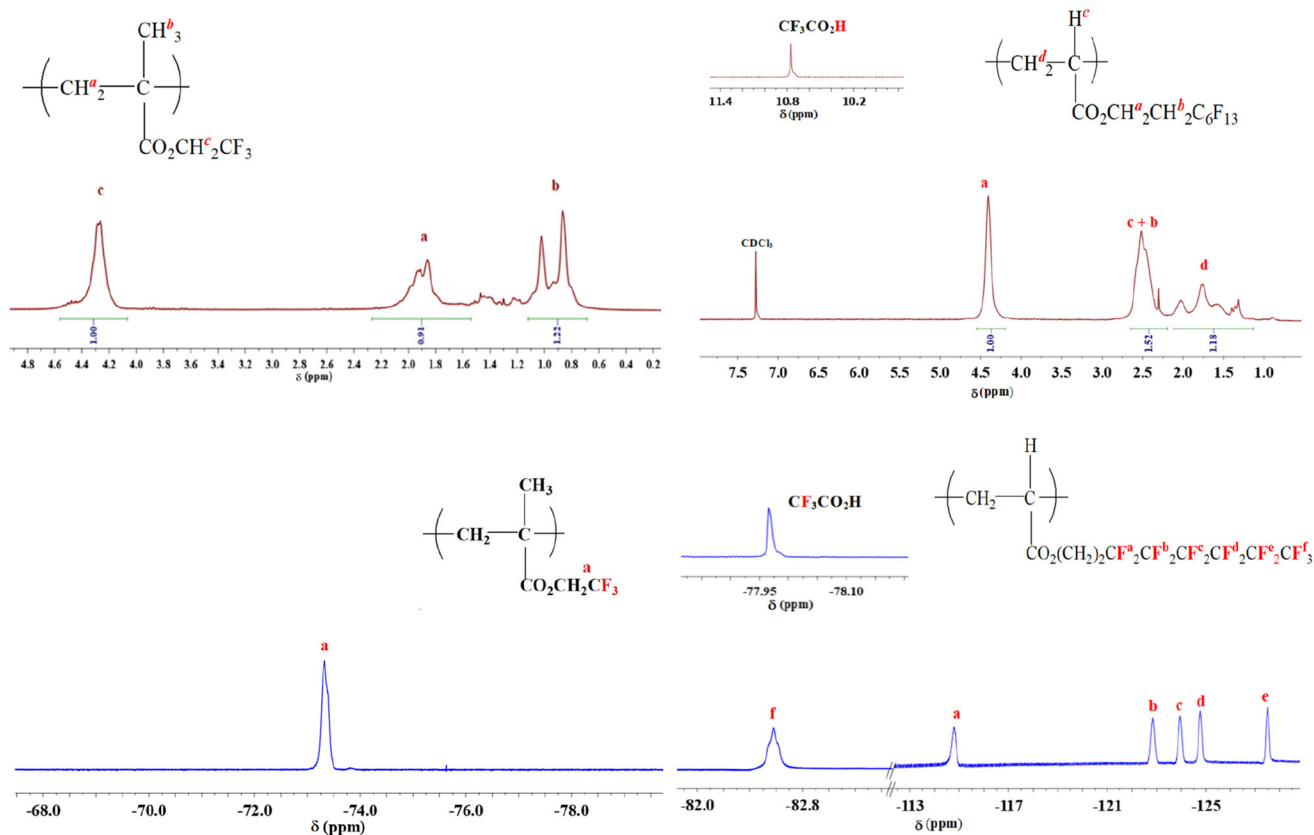 CH₃ᵇ
CH₂ᵃ C
CO₂CH₂ᶜCF₃
c
a
b
1.00
0.91
1.22
4.8 4.6 4.4 4.2 4.0 3.8 3.6 3.4 3.2 3.0 2.8 2.6 2.4 2.2 2.0 1.8 1.6 1.4 1.2 1.0 0.8 0.6 0.4 0.2
δ (ppm)
CF₃CO₂H
11.4 10.8 10.2
δ (ppm)
Hᶜ
CH₂ᵈ C
CO₂CH₂ᵃCH₂ᵇC₆F₁₃
CDCl₃
a
c + b
d
1.00
1.52
1.18
7.5 7.0 6.5 6.0 5.5 5.0 4.5 4.0 3.5 3.0 2.5 2.0 1.5 1.0
δ (ppm)
CH₃
CH₂ C
a
CO₂CH₂CF₃
a
-68.0 -70.0 -72.0 -74.0 -76.0 -78.0
δ (ppm)
CF₃CO₂H
-77.95 -78.10
δ (ppm)
H
CH₂ C
CO₂(CH₂)₂CFᵃ₂CFᵇ₂CFᶜ₂CFᵈ₂CFᵉ₂CFᶠ₃
f
a
b
c
d
e
-82.0 -82.8 -113 -117 -121 -125
δ (ppm)